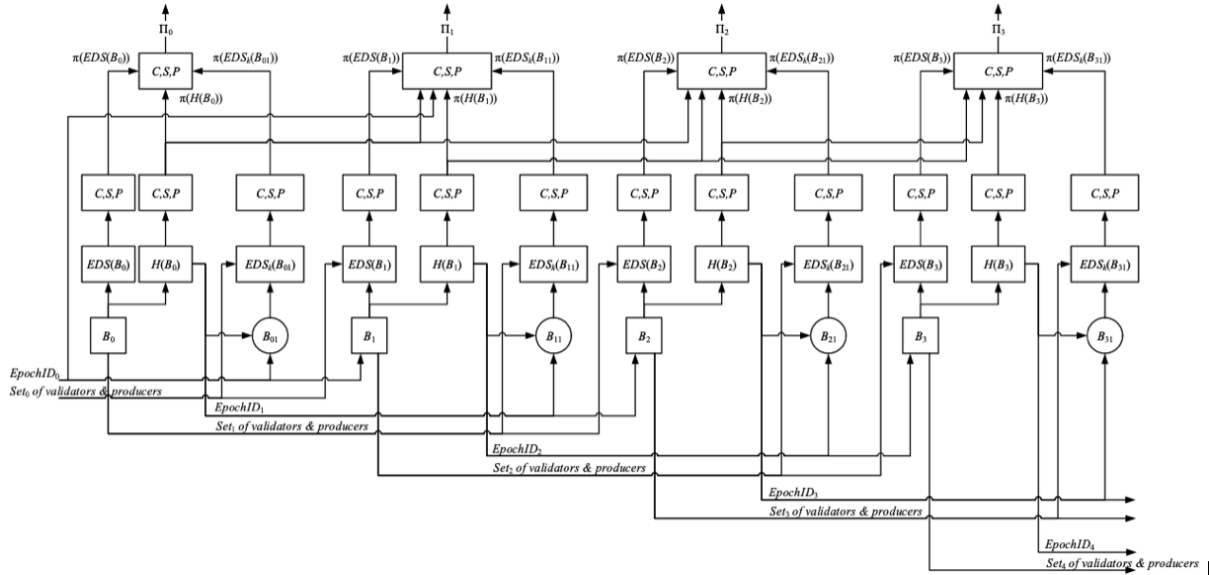 Π₀ Π₁ Π₂ Π₃
π(EDS(B₀)) π(EDSₖ(B₀₁)) π(EDS(B₁)) π(EDSₖ(B₁₁)) π(EDS(B₂)) π(EDSₖ(B₂₁)) π(EDS(B₃)) π(EDSₖ(B₃₁))
C,S,P C,S,P C,S,P C,S,P
π(H(B₀)) π(H(B₁)) π(H(B₂)) π(H(B₃))
C,S,P C,S,P C,S,P C,S,P C,S,P C,S,P C,S,P C,S,P C,S,P C,S,P C,S,P C,S,P
EDS(B₀) H(B₀) EDSₖ(B₀₁) EDS(B₁) H(B₁) EDSₖ(B₁₁) EDS(B₂) H(B₂) EDSₖ(B₂₁) EDS(B₃) H(B₃) EDSₖ(B₃₁)
B₀ B₀₁ B₁ B₁₁ B₂ B₂₁ B₃ B₃₁
EpochID₀
Set₀ of validators & producers
EpochID₁
Set₁ of validators & producers
EpochID₂
Set₂ of validators & producers
EpochID₃
Set₃ of validators & producers
EpochID₄
Set₄ of validators & producers